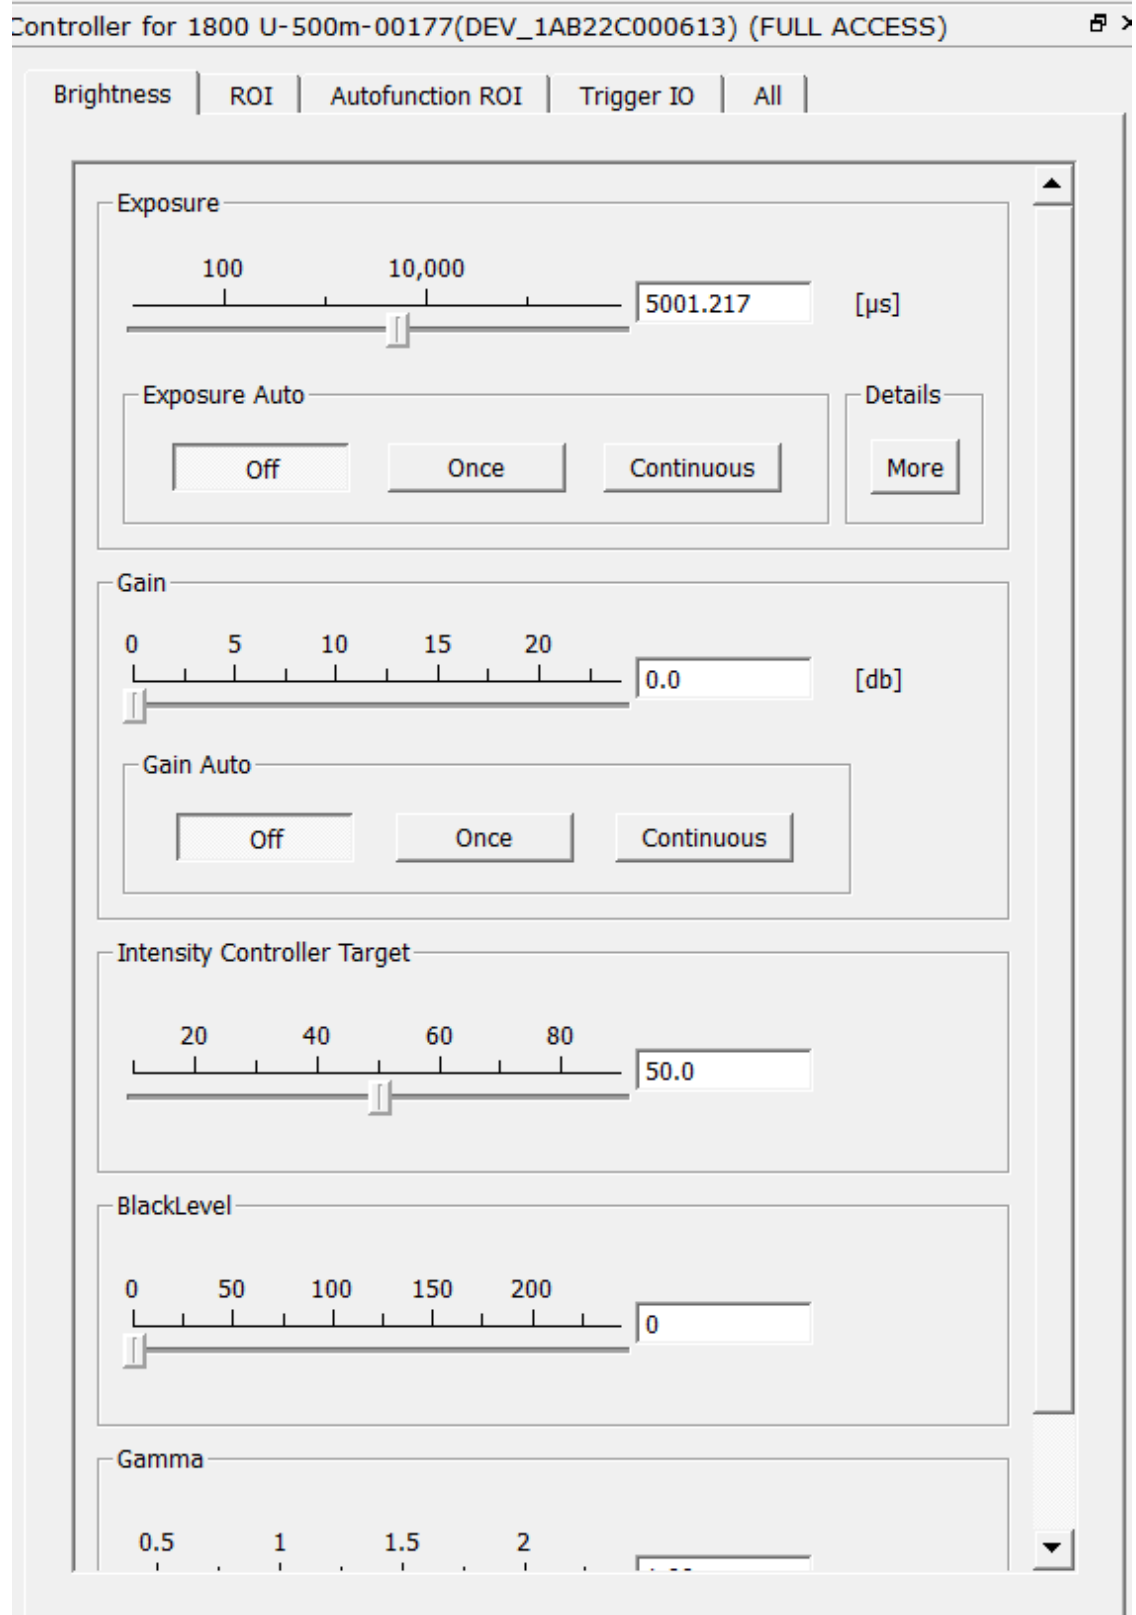 Controller for 1800 U-500m-00177(DEV_1AB22C000613) (FULL ACCESS)
Brightness ROI Autofunction ROI Trigger IO All
Exposure
100 10,000
5001.217 [µs]
Exposure Auto Details
Off Once Continuous More
Gain
0 5 10 15 20
0.0 [db]
Gain Auto
Off Once Continuous
Intensity Controller Target
20 40 60 80
50.0
BlackLevel
0 50 100 150 200
0
Gamma
0.5 1 1.5 2